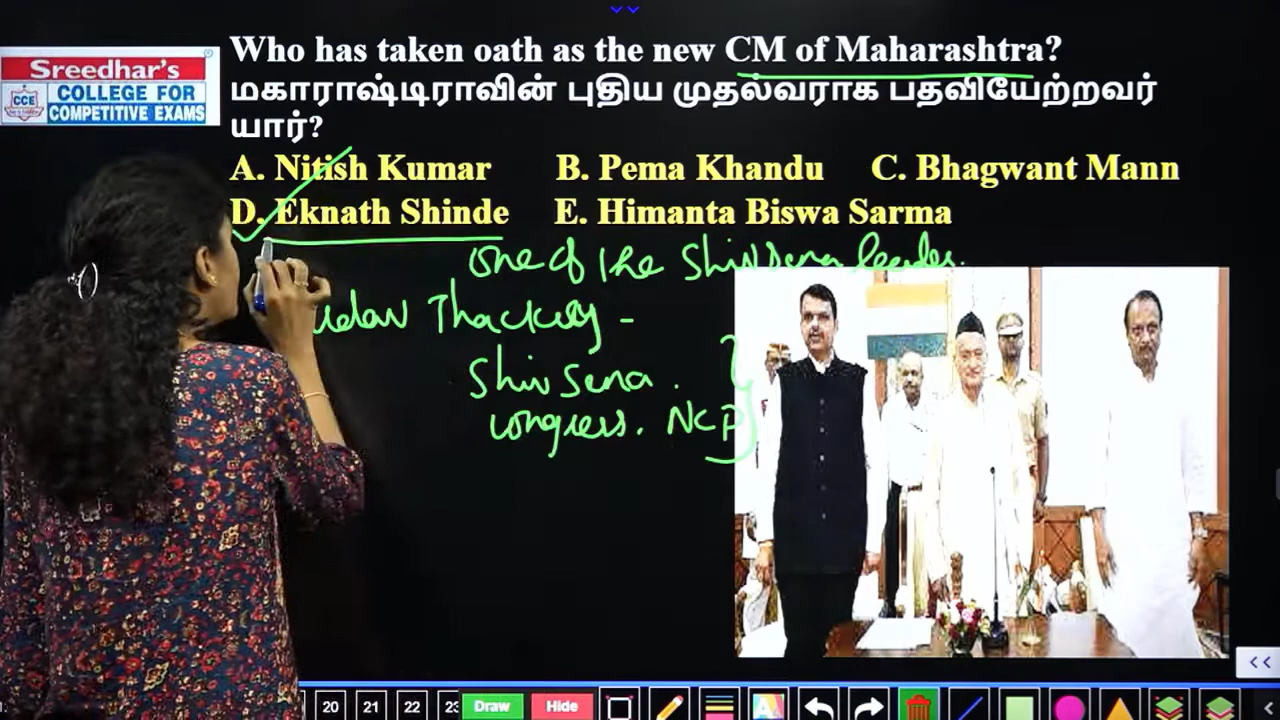 Who has taken oath as the new CM of Maharashtra?
மகாராஷ்டிராவின் புதிய முதல்வராக பதவியேற்றவர்
யார்?
Sreedhar's
CCE
COLLEGE FOR
COMPETITIVE EXAMS
A. Nitish Kumar B. Pema Khandu C. Bhagwant Mann
D. Eknath Shinde E. Himanta Biswa Sarma
one of the Shivsena leader.
Thackery -
Shivsena.
congress. NCP
20 21 22 23 Draw Hide
<<